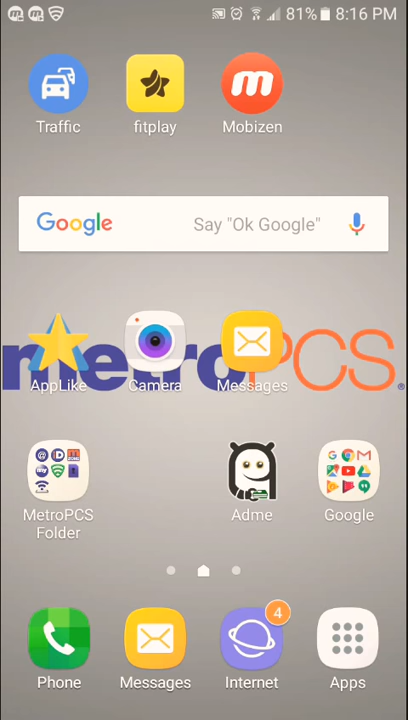 81% 8:16 PM
Traffic fitplay Mobizen
Google Say "Ok Google"
metroPCS
AppLike Camera Messages
MetroPCS Folder Adme Google
4
Phone Messages Internet Apps